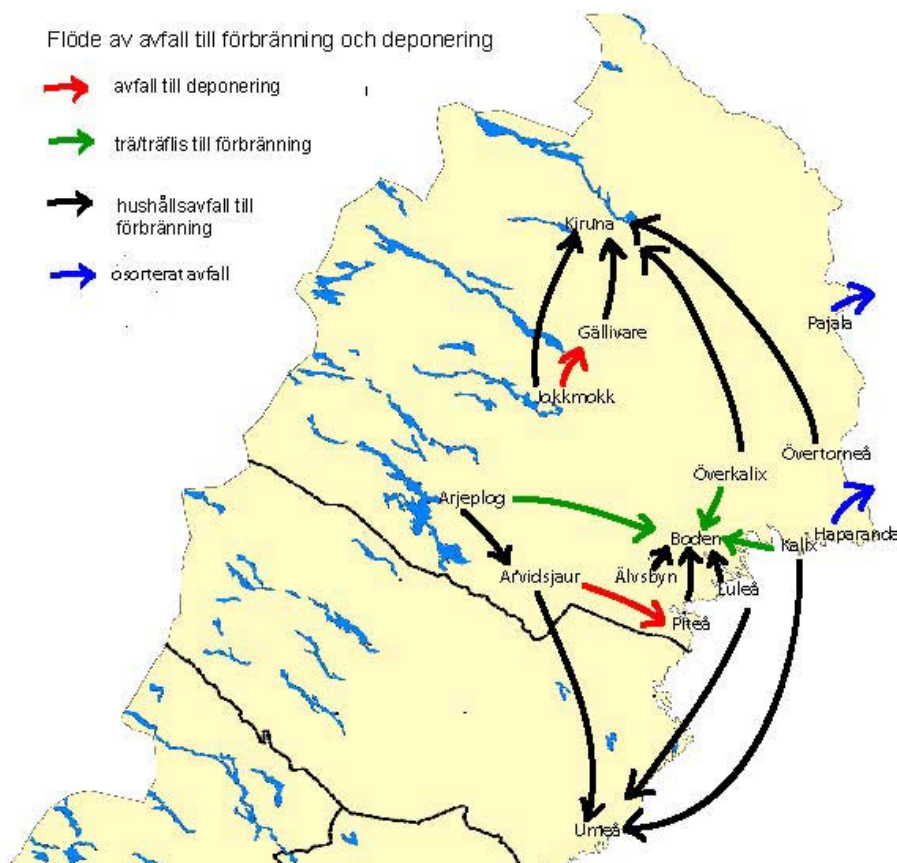 Flöde av avfall till förbränning och deponering
avfall till deponering
trä/träflis till förbränning
hushållsavfall till
förbränning
osorterat avfall
Kiruna
Pajala
Gällivare
Jokkmokk
Övertorneå
Överkalix
Arjeplog
Haparanda
Boden
Kalix
Arvidsjaur
Älvsbyn
Luleå
Piteå
Umeå